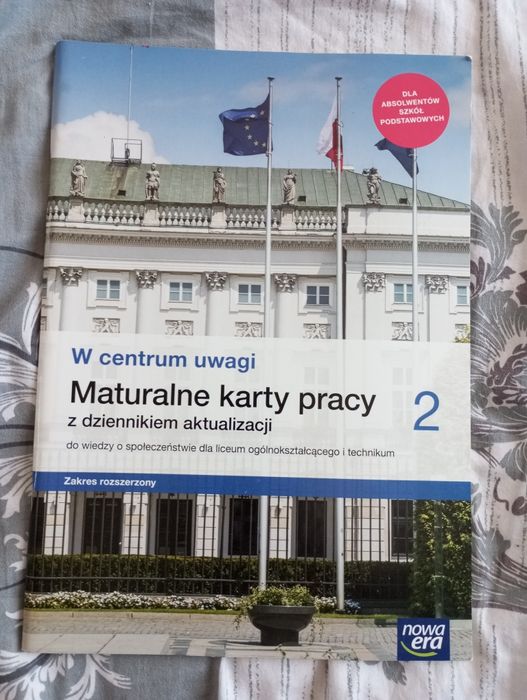 DLA
ABSOLWENTÓW
SZKÓŁ
PODSTAWOWYCH
W centrum uwagi
Maturalne karty pracy 2
z dziennikiem aktualizacji
do wiedzy o społeczeństwie dla liceum ogólnokształcącego i technikum
Zakres rozszerzony
nowa
era